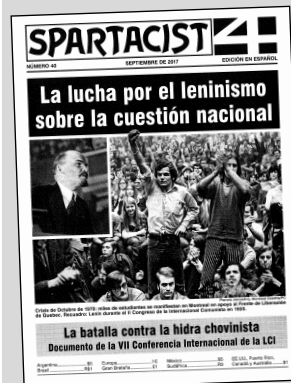 SPARTACIST 4
NÚMERO 40 SEPTIEMBRE DE 2017 EDICIÓN EN ESPAÑOL
La lucha por el leninismo
sobre la cuestión nacional
Crisis de Octubre de 1970: miles de estudiantes se manifiestan en Montreal en apoyo al Frente de Liberación
de Quebec. Recuadro: Lenin durante el II Congreso de la Internacional Comunista en 1920.
La batalla contra la hidra chovinista
Documento de la VII Conferencia Internacional de la LCI
Argentina Europa México EE.UU., Puerto Rico,
Brasil R$1 Gran Bretaña £1 Sudáfrica Canadá y Australia $1